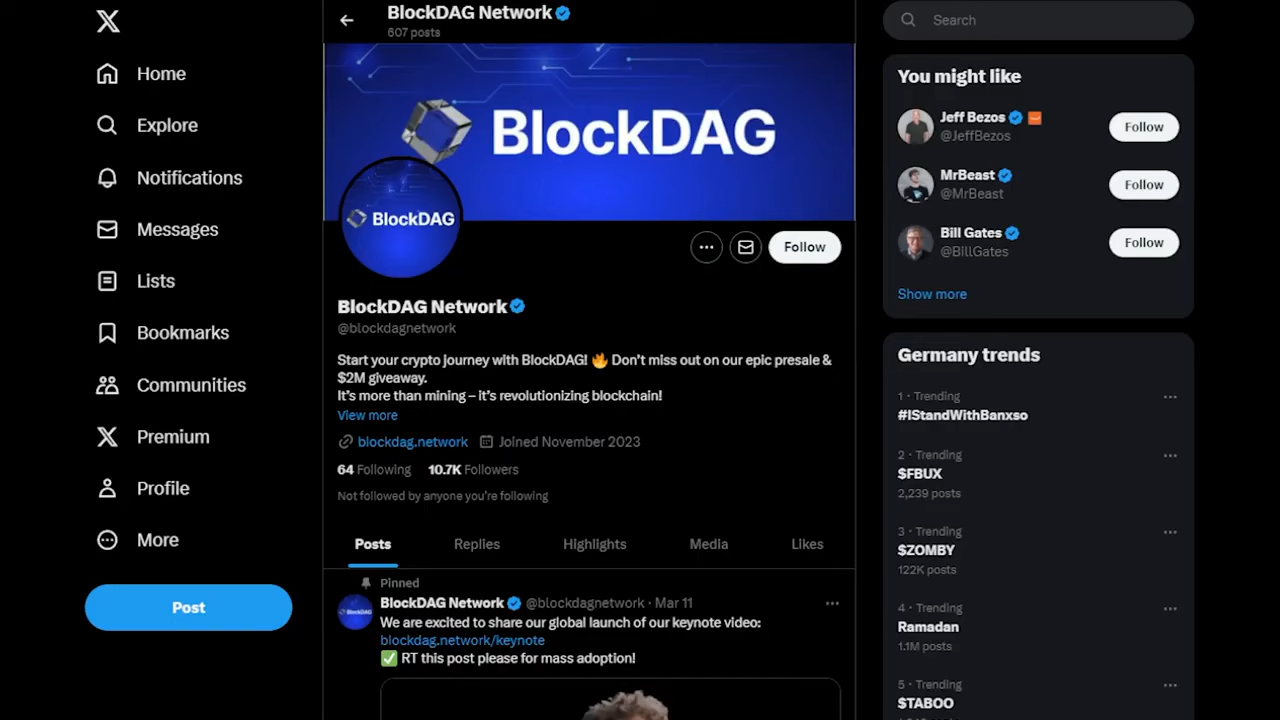 Home
Explore
Notifications
Messages
Lists
Bookmarks
Communities
Premium
Profile
More
Post
BlockDAG Network
607 posts
BlockDAG
BlockDAG
Follow
BlockDAG Network
@blockdagnetwork
Start your crypto journey with BlockDAG! 🔥 Don't miss out on our epic presale &
$2M giveaway.
It's more than mining – it's revolutionizing blockchain!
View more
blockdag.network Joined November 2023
64 Following 10.7K Followers
Not followed by anyone you're following
Posts Replies Highlights Media Likes
Pinned
BlockDAG
BlockDAG Network @blockdagnetwork · Mar 11
We are excited to share our global launch of our keynote video:
blockdag.network/keynote
✅ RT this post please for mass adoption!
Search
You might like
Jeff Bezos
@JeffBezos
Follow
MrBeast
@MrBeast
Follow
Bill Gates
@BillGates
Follow
Show more
Germany trends
1 · Trending
#IStandWithBanxso
2 · Trending
$FBUX
2,239 posts
3 · Trending
$ZOMBY
122K posts
4 · Trending
Ramadan
1.1M posts
5 · Trending
$TABOO